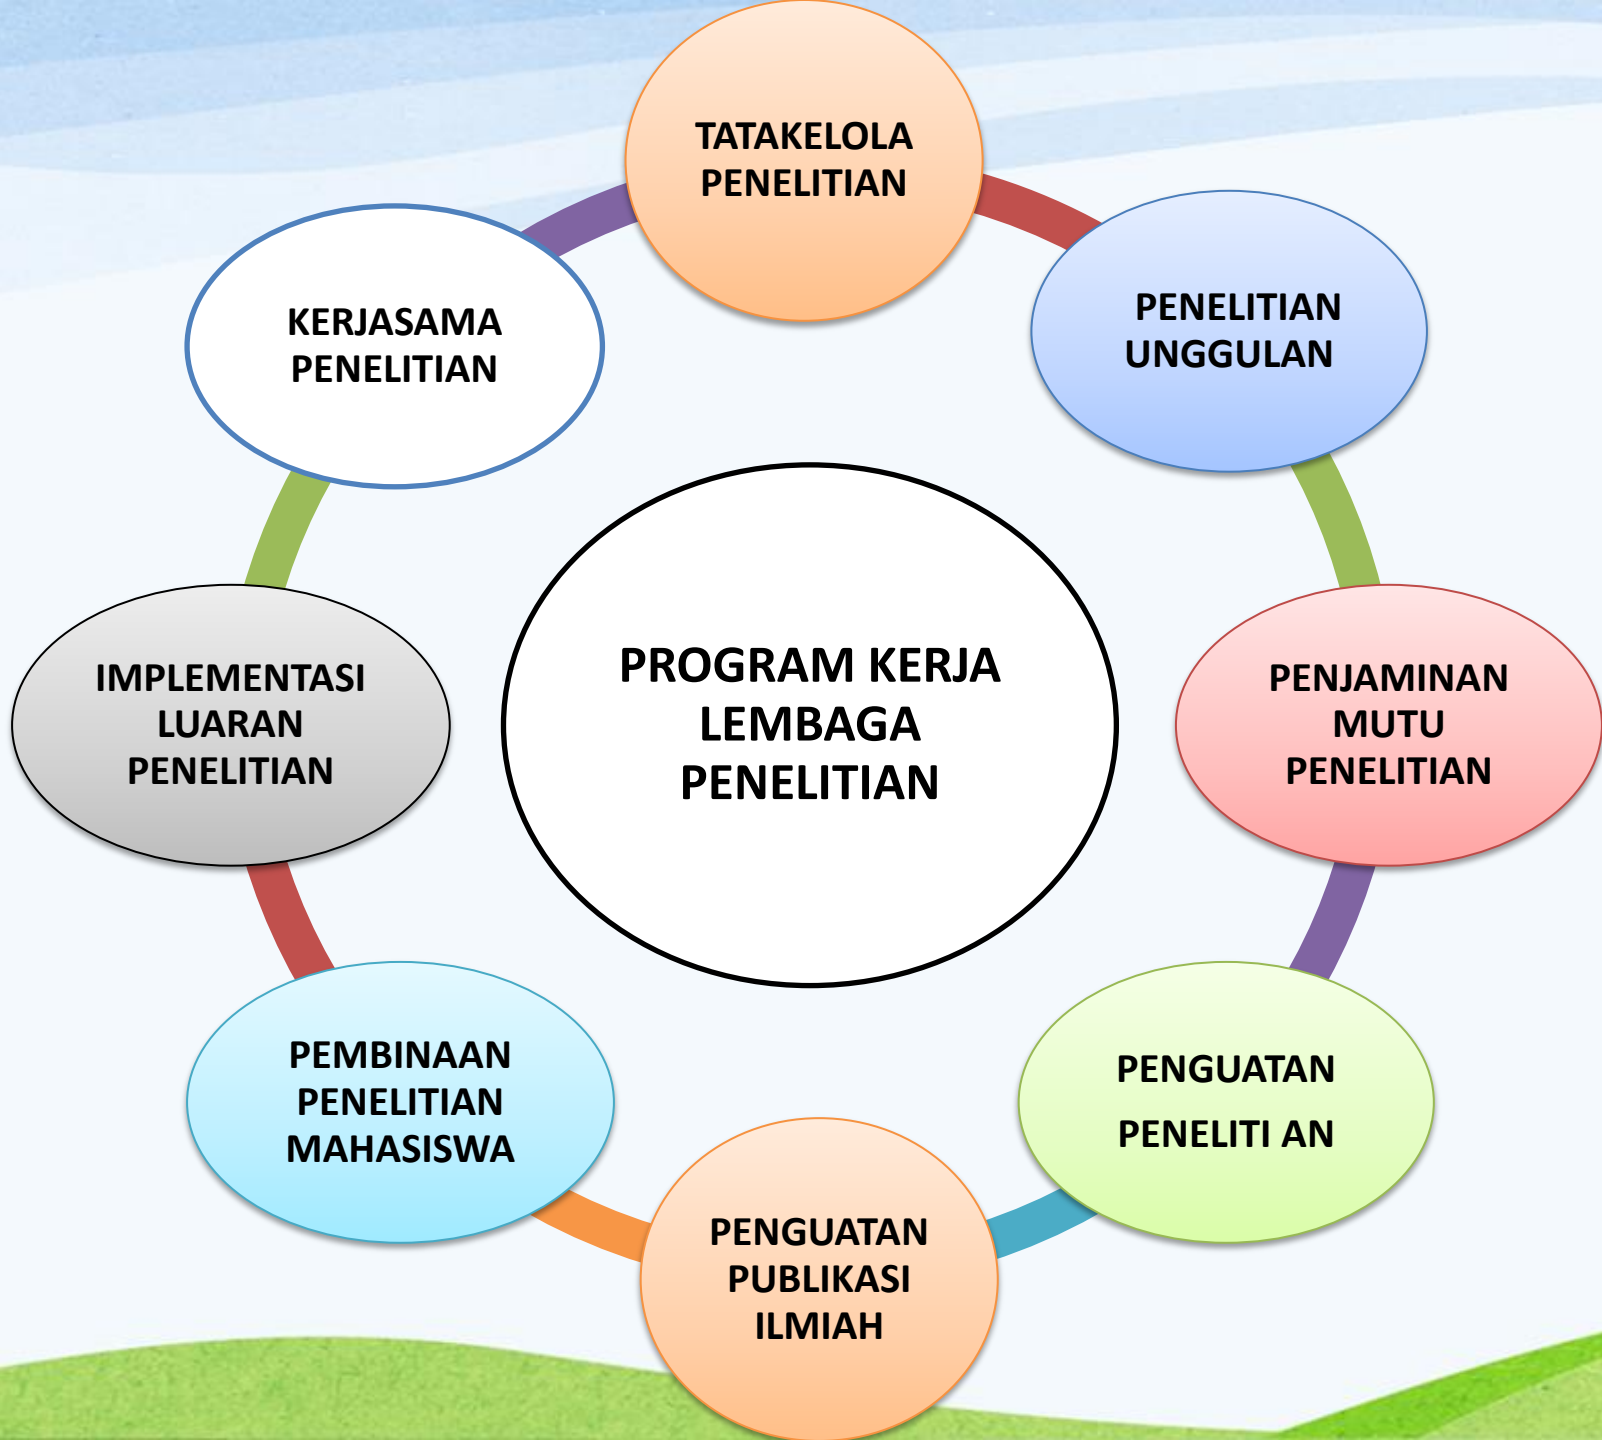 TATAKELOLA
PENELITIAN
PENELITIAN
UNGGULAN
PENJAMINAN
MUTU
PENELITIAN
PENGUATAN
PENELITI AN
PENGUATAN
PUBLIKASI
ILMIAH
PEMBINAAN
PENELITIAN
MAHASISWA
IMPLEMENTASI
LUARAN
PENELITIAN
KERJASAMA
PENELITIAN
PROGRAM KERJA
LEMBAGA
PENELITIAN